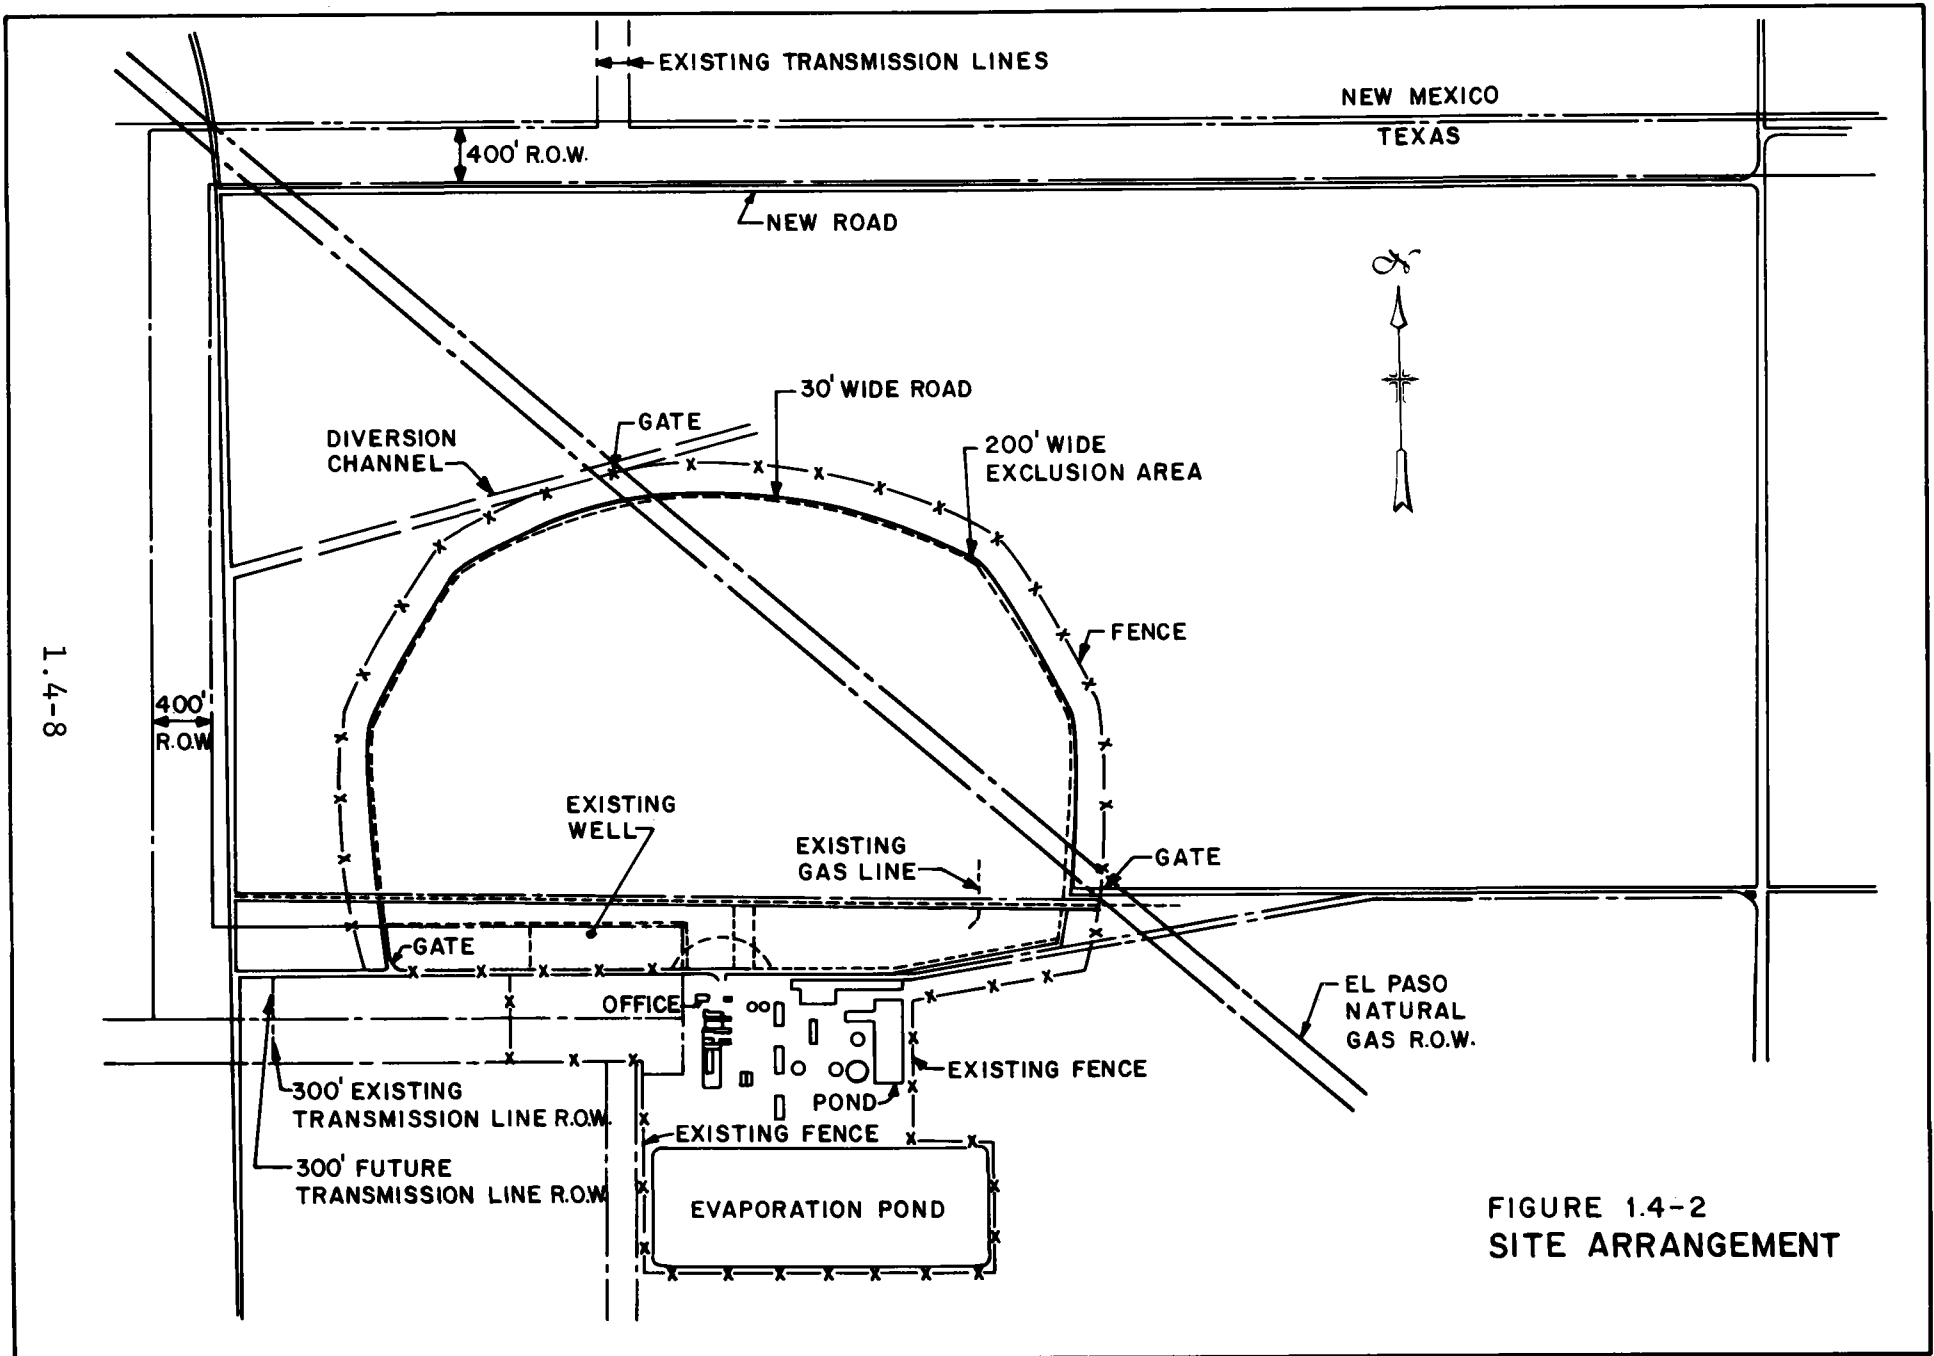 EXISTING TRANSMISSION LINES
NEW MEXICO
TEXAS
400' R.O.W.
NEW ROAD
N
30' WIDE ROAD
GATE
DIVERSION
CHANNEL
200' WIDE
EXCLUSION AREA
FENCE
1.4-8
400'
R.O.W
EXISTING
WELL
EXISTING
GAS LINE
GATE
GATE
OFFICE
EL PASO
NATURAL
GAS R.O.W.
EXISTING FENCE
300' EXISTING
TRANSMISSION LINE R.O.W.
POND
EXISTING FENCE
300' FUTURE
TRANSMISSION LINE R.O.W
EVAPORATION POND
FIGURE 1.4-2
SITE ARRANGEMENT